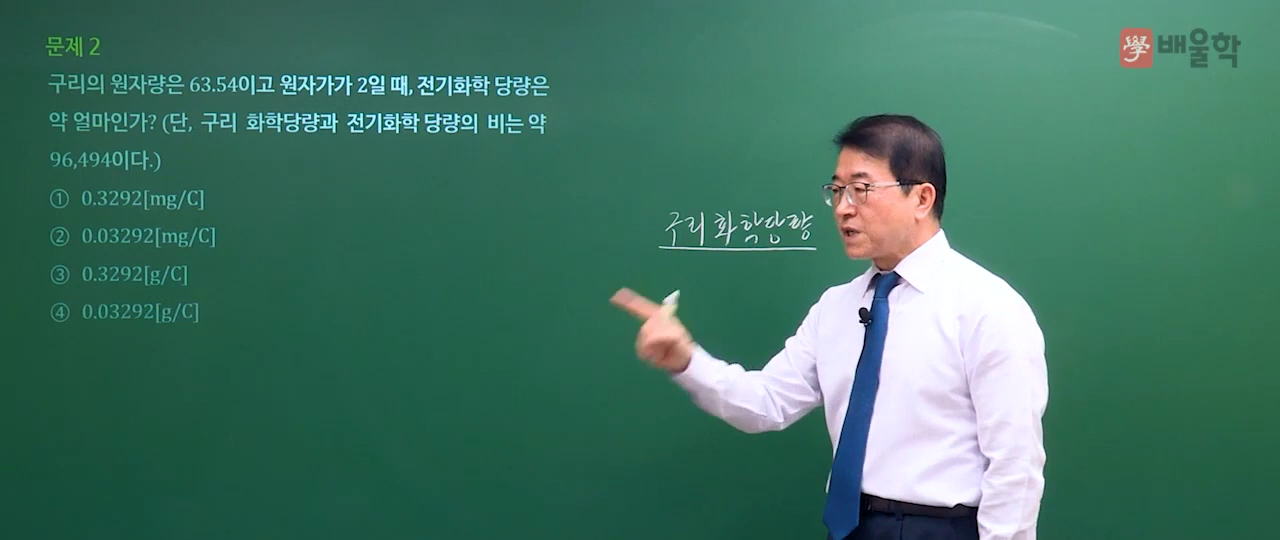 문제 2
구리의 원자량은 63.54이고 원자가가 2일 때, 전기화학 당량은
약 얼마인가? (단, 구리 화학당량과 전기화학 당량의 비는 약
96,494이다.)
① 0.3292[mg/C]
② 0.03292[mg/C]
③ 0.3292[g/C]
④ 0.03292[g/C]
구리 화학당량
學 배울학